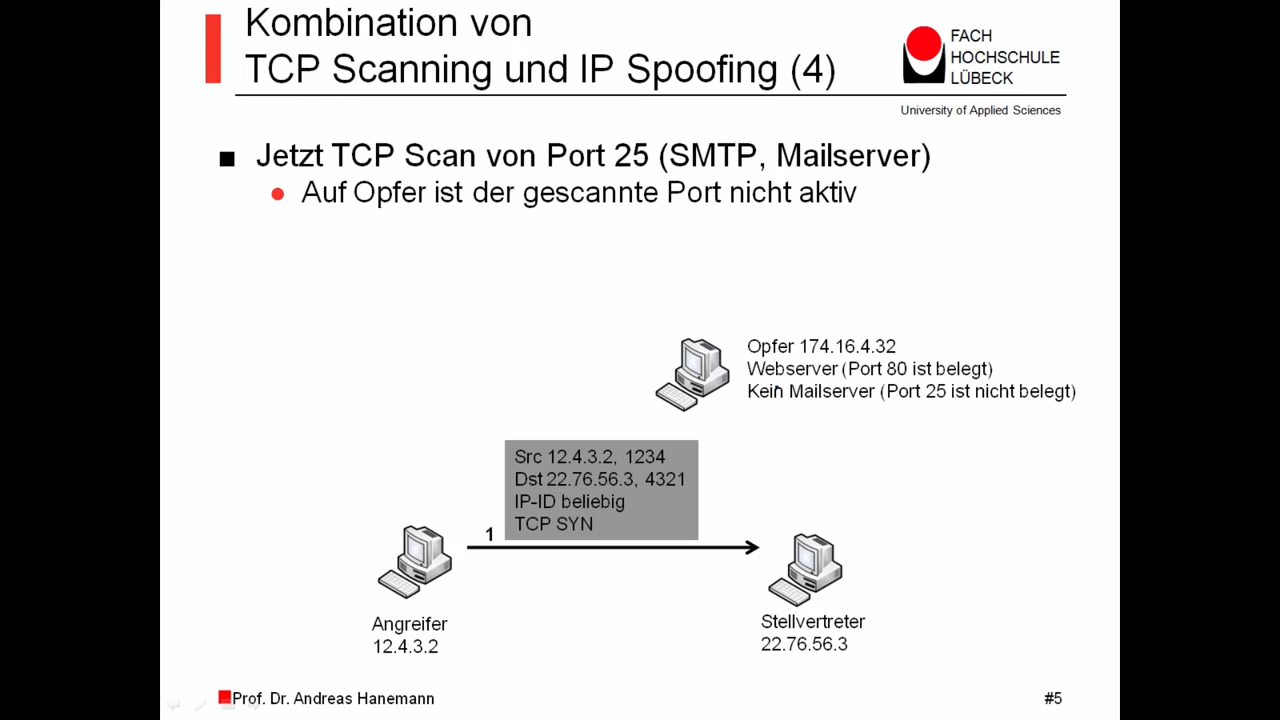 Kombination von
TCP Scanning und IP Spoofing (4)
FACH
HOCHSCHULE
LÜBECK
University of Applied Sciences
Jetzt TCP Scan von Port 25 (SMTP, Mailserver)
Auf Opfer ist der gescannte Port nicht aktiv
Opfer 174.16.4.32
Webserver (Port 80 ist belegt)
Kein Mailserver (Port 25 ist nicht belegt)
Src 12.4.3.2, 1234
Dst 22.76.56.3, 4321
IP-ID beliebig
TCP SYN
1
Angreifer
12.4.3.2
Stellvertreter
22.76.56.3
Prof. Dr. Andreas Hanemann
#5